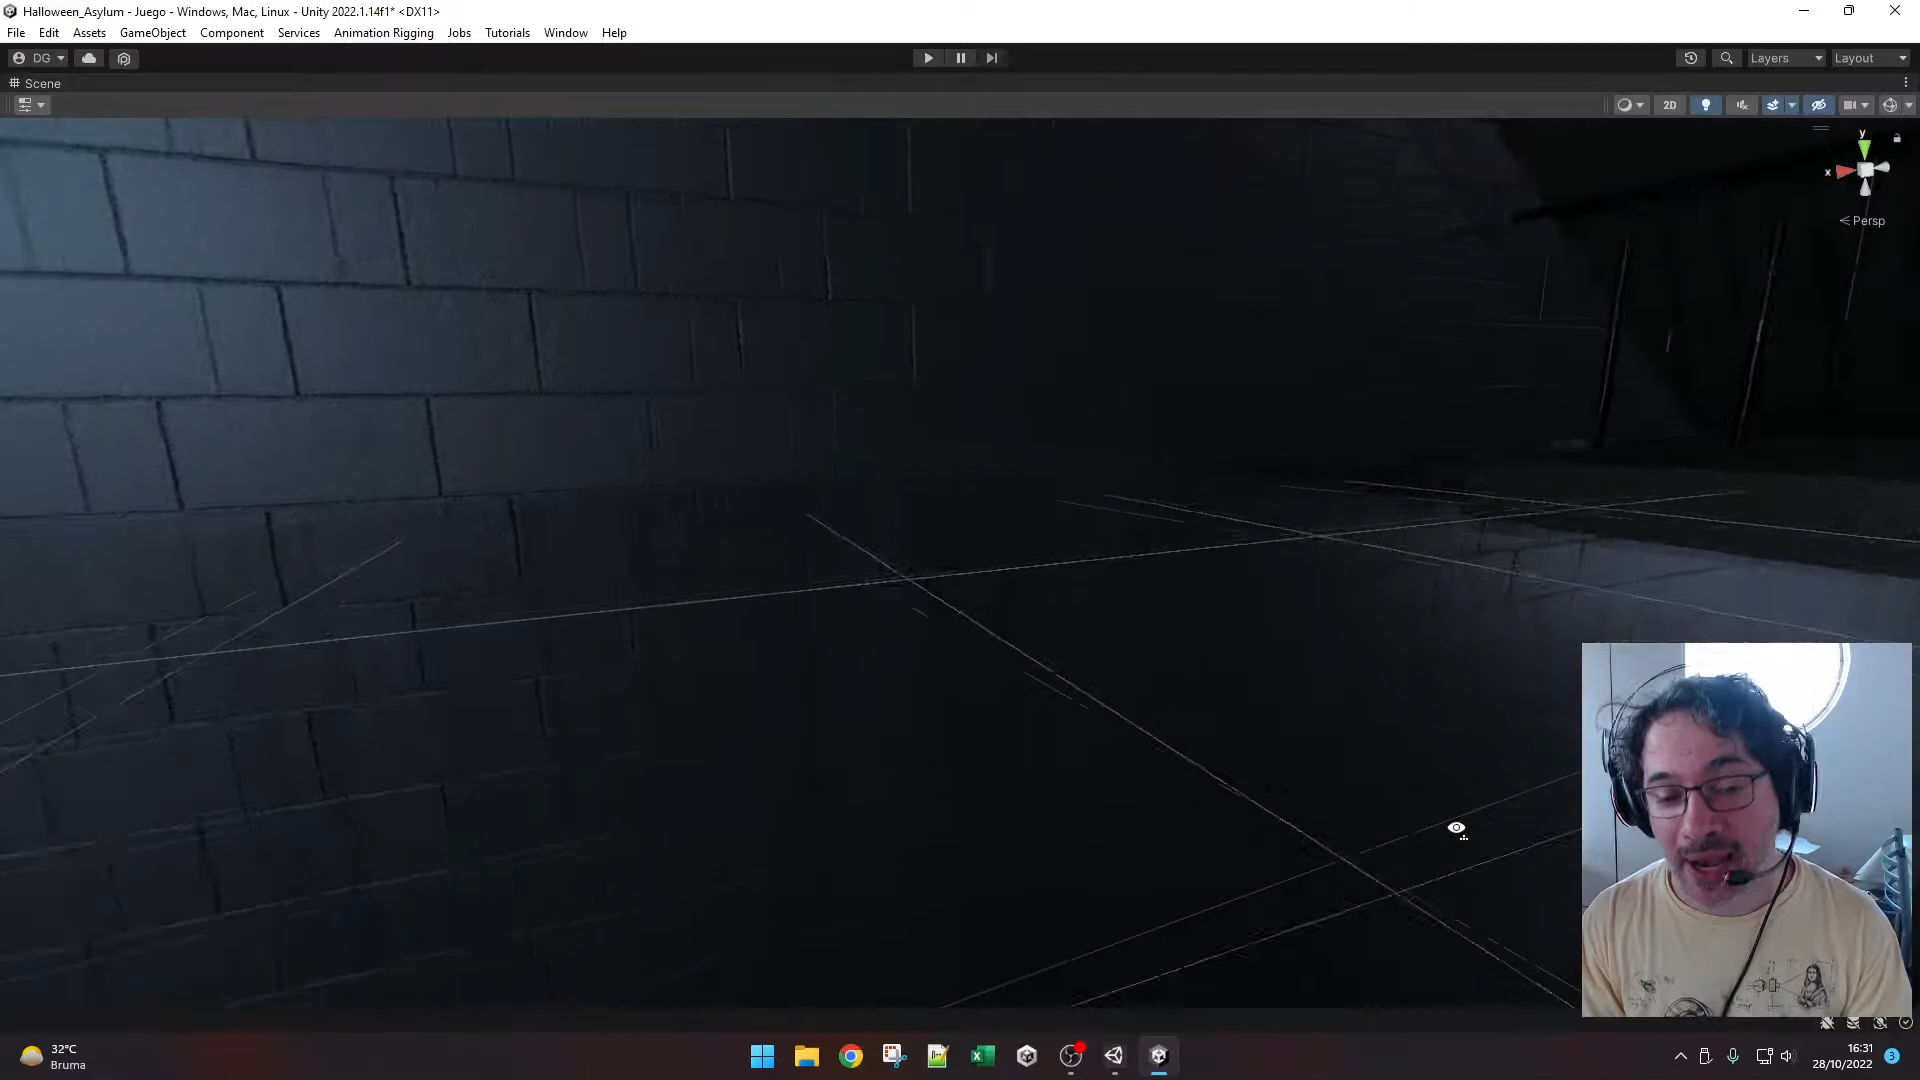 Halloween_Asylum - Juego - Windows, Mac, Linux - Unity 2022.1.14f1* <DX11>
File Edit Assets GameObject Component Services Animation Rigging Jobs Tutorials Window Help
DG
Layers
Layout
Scene
2D
y
x
Persp
32°C
Bruma
16:31
28/10/2022
3